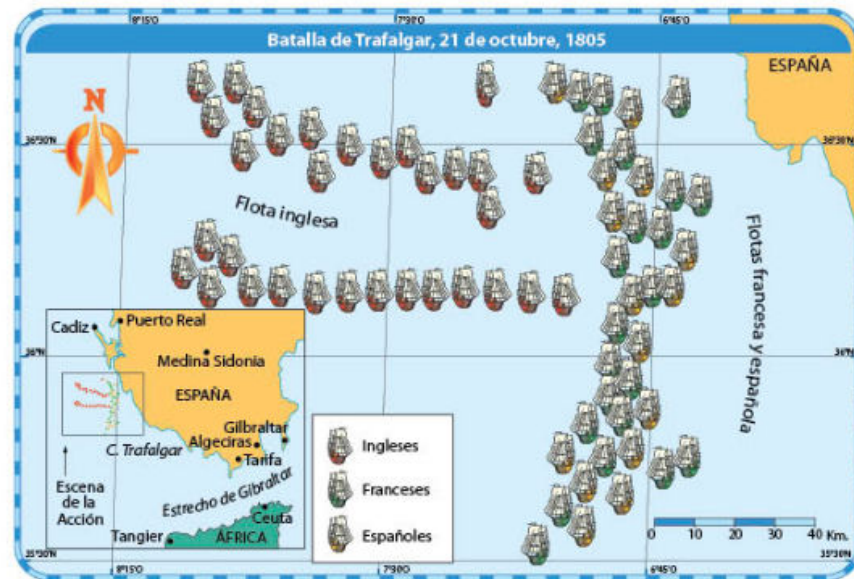 8°15'O
7°30'O
6°45'O
Batalla de Trafalgar, 21 de octubre, 1805
ESPAÑA
N
36°30'N
36°30'N
Flota inglesa
Flotas francesa y española
Puerto Real
Cadiz
36°N
36°N
Medina Sidonia
ESPAÑA
Gilbraltar
Algeciras
C. Trafalgar
Tarifa
Escena
de la
Acción
Estrecho de Gibraltar
Ceuta
Tangier
ÁFRICA
Ingleses
Franceses
Españoles
0 10 20 30 40 Km.
35°30'N
35°30'N
8°15'O
7°30'O
6°45'O